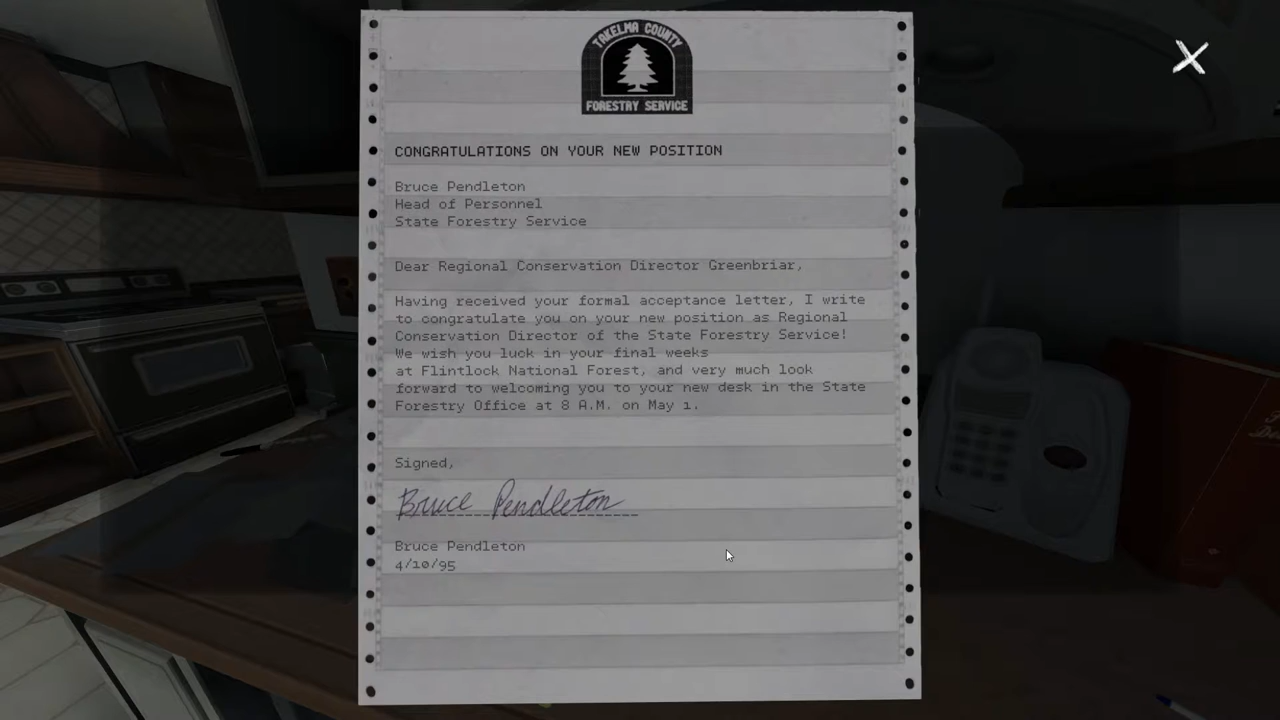 TAKELMA COUNTY
FORESTRY SERVICE
CONGRATULATIONS ON YOUR NEW POSITION
Bruce Pendleton
Head of Personnel
State Forestry Service
Dear Regional Conservation Director Greenbriar,
Having received your formal acceptance letter, I write
to congratulate you on your new position as Regional
Conservation Director of the State Forestry Service!
We wish you luck in your final weeks
at Flintlock National Forest, and very much look
forward to welcoming you to your new desk in the State
Forestry Office at 8 A.M. on May 1.
Signed,
Bruce Pendleton
Bruce Pendleton
4/10/95